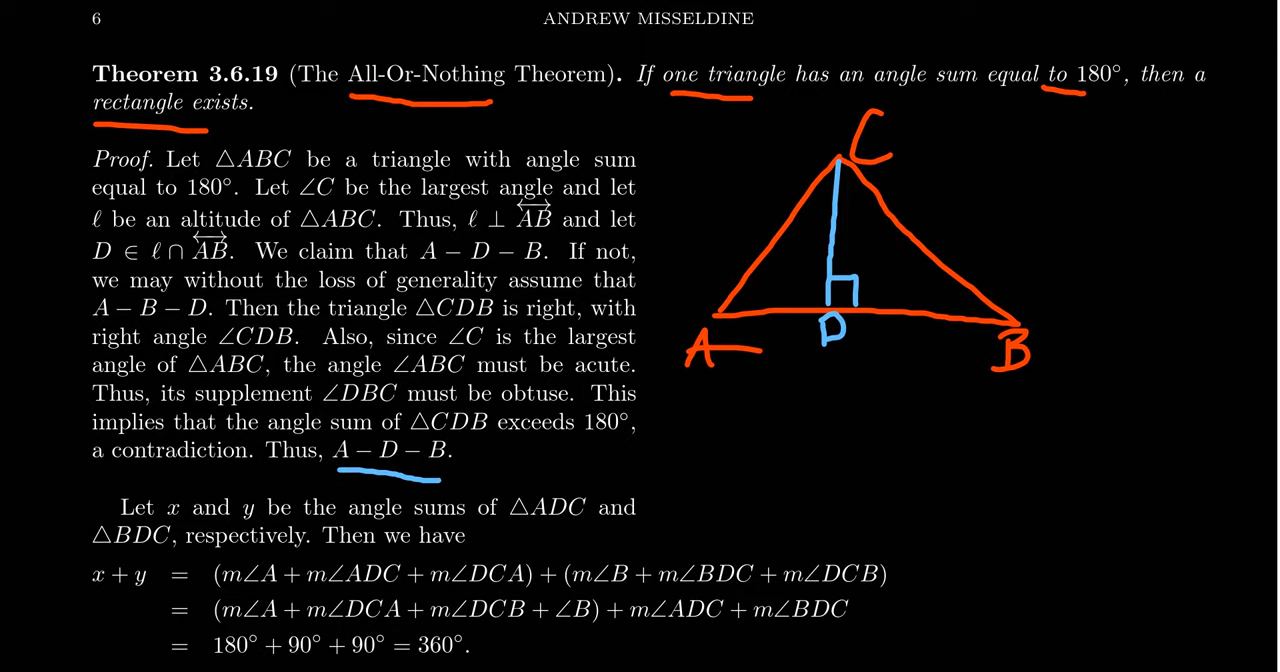 6 ANDREW MISSELDINE
Theorem 3.6.19 (The All-Or-Nothing Theorem). If one triangle has an angle sum equal to 180°, then a
rectangle exists.
Proof. Let △ABC be a triangle with angle sum
equal to 180°. Let ∠C be the largest angle and let
ℓ be an altitude of △ABC. Thus, ℓ ⊥ \overleftrightarrow{AB} and let
D ∈ ℓ ∩ \overleftrightarrow{AB}. We claim that A − D − B. If not,
we may without the loss of generality assume that
A − B − D. Then the triangle △CDB is right, with
right angle ∠CDB. Also, since ∠C is the largest
angle of △ABC, the angle ∠ABC must be acute.
Thus, its supplement ∠DBC must be obtuse. This
implies that the angle sum of △CDB exceeds 180°,
a contradiction. Thus, A − D − B.
Let x and y be the angle sums of △ADC and
△BDC, respectively. Then we have
x + y = (m∠A + m∠ADC + m∠DCA) + (m∠B + m∠BDC + m∠DCB)
= (m∠A + m∠DCA + m∠DCB + ∠B) + m∠ADC + m∠BDC
= 180° + 90° + 90° = 360°.
C
A
D
B